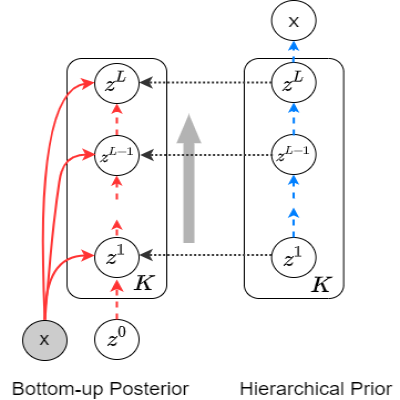 x
z^L z^L
z^{L-1} z^{L-1}
z^1 z^1
K K
x z^0
Bottom-up Posterior Hierarchical Prior